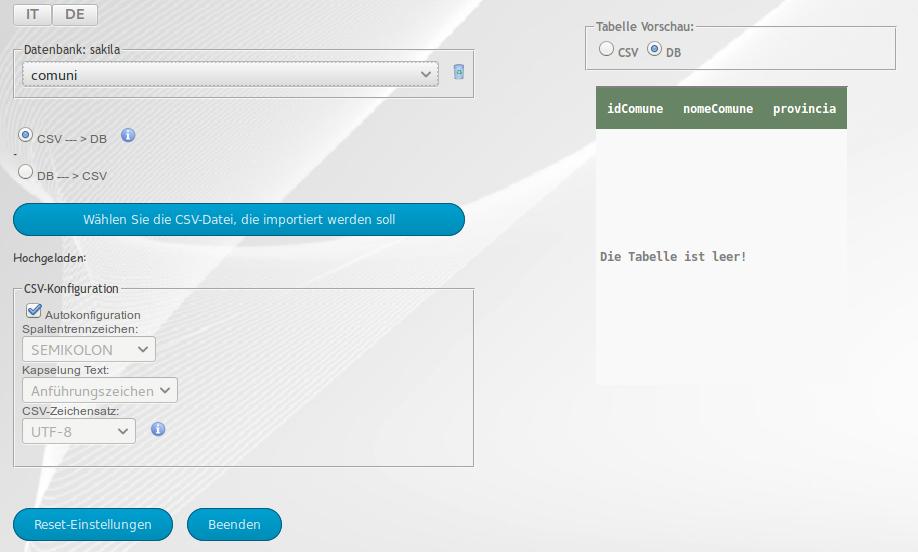 IT DE
Datenbank: sakila
comuni
CSV --- > DB
-
DB --- > CSV
Wählen Sie die CSV-Datei, die importiert werden soll
Hochgeladen:
CSV-Konfiguration
Autokonfiguration
Spaltentrennzeichen:
SEMIKOLON
Kapselung Text:
Anführungszeichen
CSV-Zeichensatz:
UTF-8
Reset-Einstellungen Beenden
Tabelle Vorschau:
CSV DB
idComune nomeComune provincia
Die Tabelle ist leer!